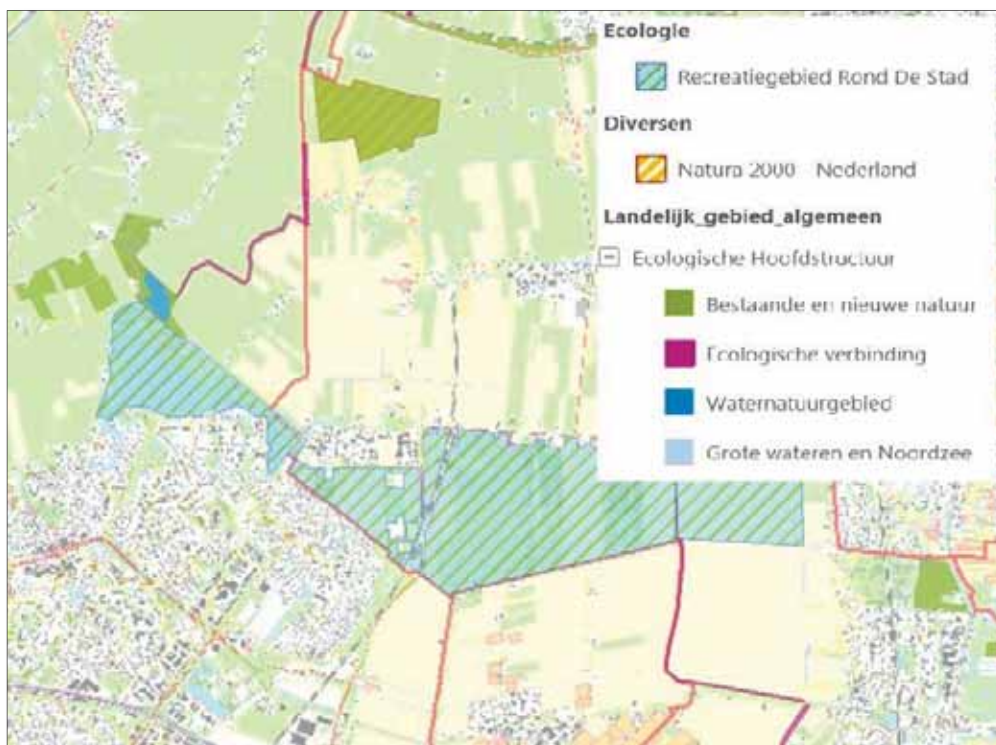 Ecologie
Recreatiegebied Rond De Stad
Diversen
Natura 2000 Nederland
Landelijk_gebied_algemeen
Ecologische Hoofdstructuur
Bestaande en nieuwe natuur
Ecologische verbinding
Waternatuurgebied
Grote wateren en Noordzee